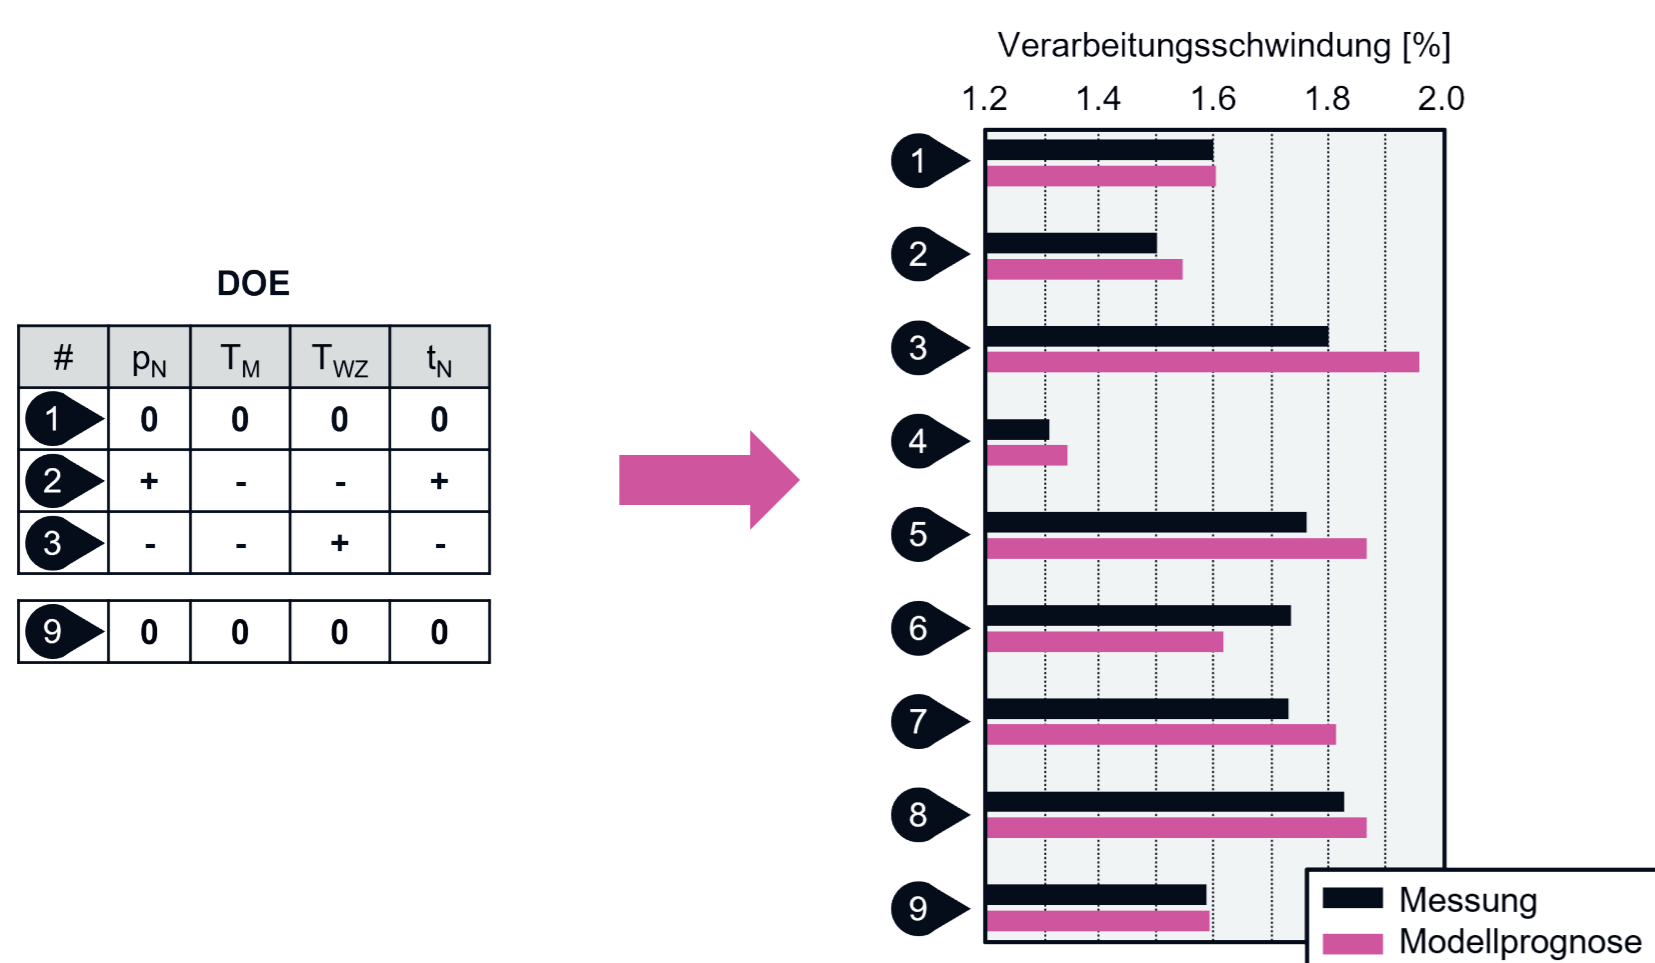 DOE
# pN TM TWZ tN
1 0 0 0 0
2 + - - +
3 - - + -
9 0 0 0 0
Verarbeitungsschwindung [%]
1.2 1.4 1.6 1.8 2.0
1
2
3
4
5
6
7
8
9
Messung
Modellprognose